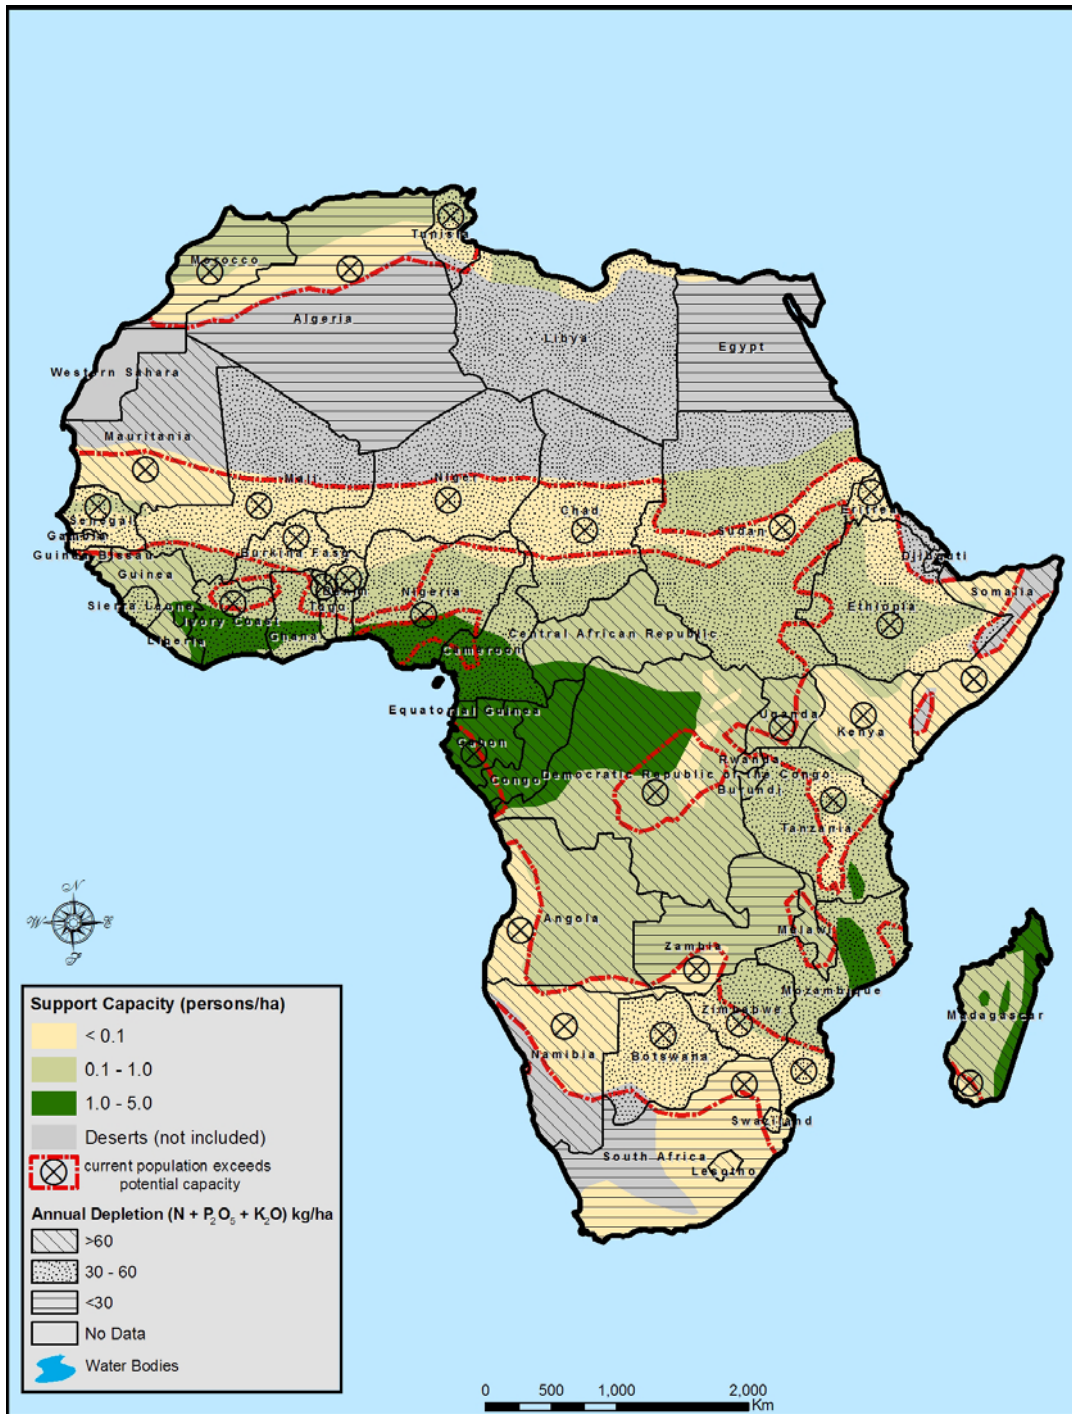 Tunisia
Morocco
Algeria
Libya
Egypt
Western Sahara
Mauritania
Mali
Niger
Chad
Sudan
Eritrea
Senegal
Gambia
Guinea Bissau
Burkina Faso
Djibouti
Guinea
Benin
Nigeria
Somalia
Sierra Leone
Togo
Ethiopia
Ivory Coast
Ghana
Liberia
Central African Republic
Cameroon
Equatorial Guinea
Uganda
Kenya
Gabon
Rwanda
Congo
Democratic Republic of the Congo
Burundi
Tanzania
Angola
Malawi
Zambia
Mozambique
Zimbabwe
Madagascar
Namibia
Botswana
Swaziland
South Africa
Lesotho
N
W
E
Support Capacity (persons/ha)
< 0.1
0.1 - 1.0
1.0 - 5.0
Deserts (not included)
current population exceeds
potential capacity
Annual Depletion (N + P₂O₅ + K₂O) kg/ha
>60
30 - 60
<30
No Data
Water Bodies
0 500 1,000 2,000
Km